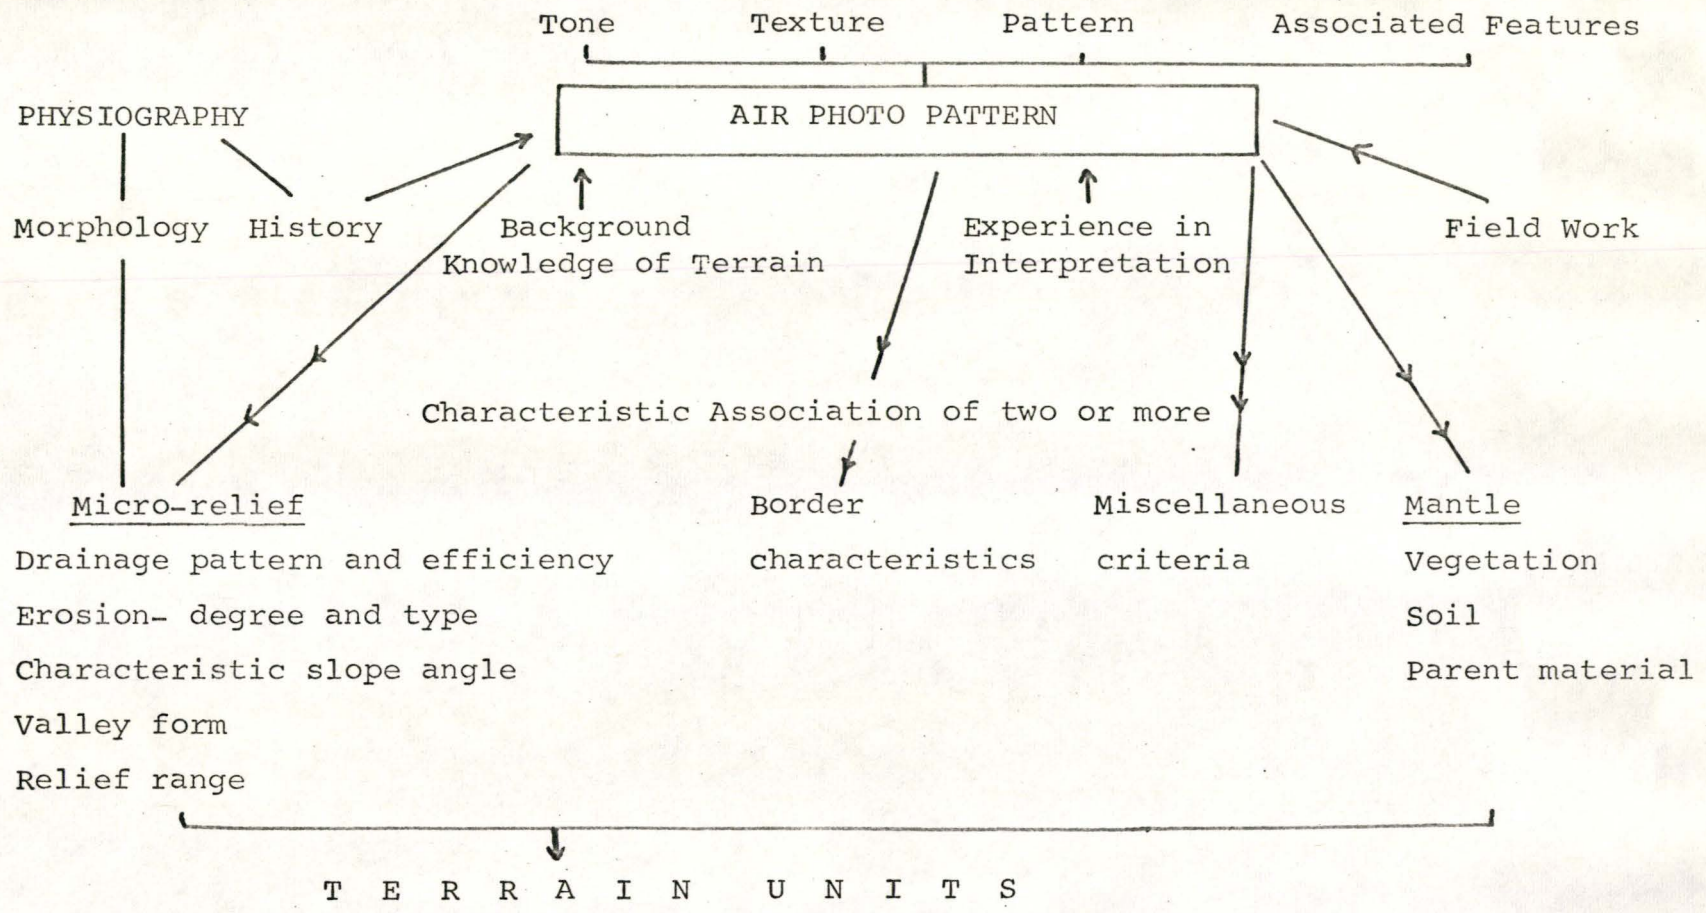 Tone Texture Pattern Associated Features
PHYSIOGRAPHY AIR PHOTO PATTERN
Morphology History Background Experience in Field Work
Knowledge of Terrain Interpretation
Characteristic Association of two or more
Micro-relief Border Miscellaneous Mantle
Drainage pattern and efficiency characteristics criteria Vegetation
Erosion- degree and type Soil
Characteristic slope angle Parent material
Valley form
Relief range
T E R R A I N U N I T S